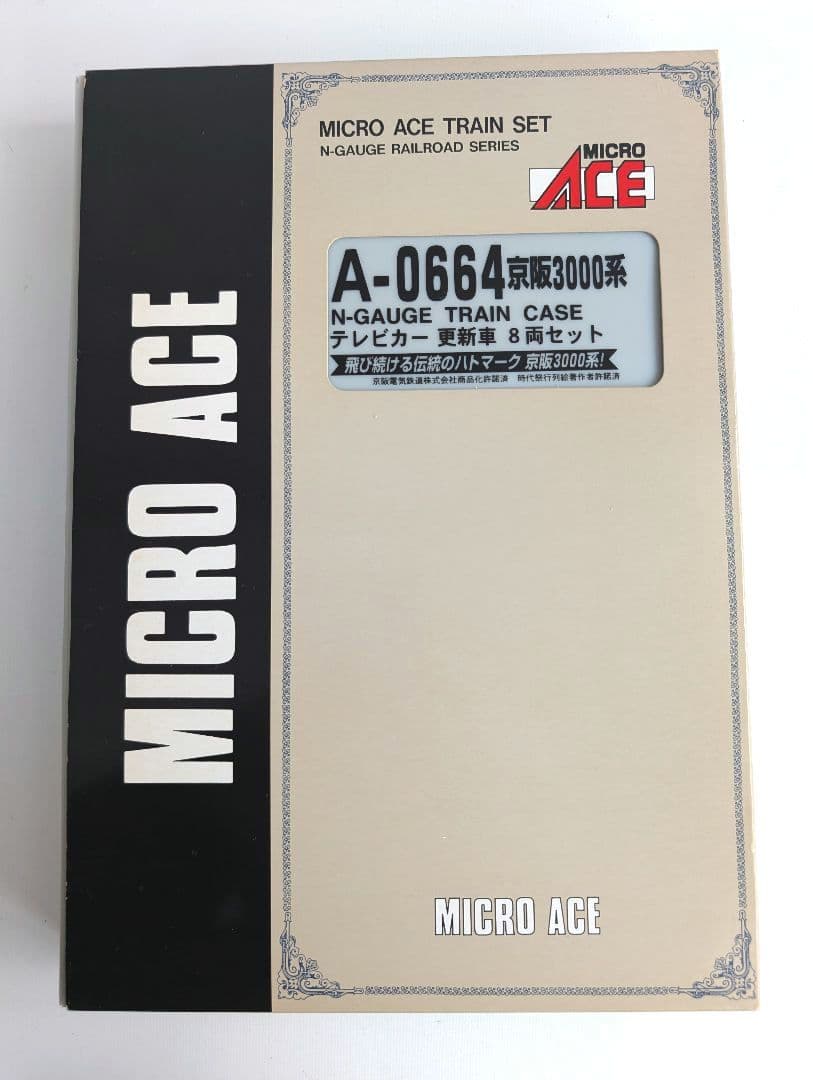 MICRO ACE
MICRO ACE TRAIN SET
N-GAUGE RAILROAD SERIES
MICRO
ACE
A-0664 京阪3000系
N-GAUGE TRAIN CASE
テレビカー 更新車 8両セット
飛び続ける伝統のハトマーク 京阪3000系!
京阪電気鉄道株式会社商品化許諾済 時代祭行列絵著作者許諾済
MICRO ACE